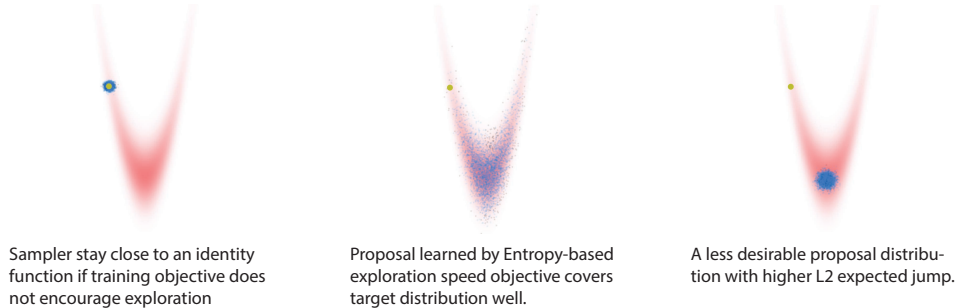 Sampler stay close to an identity
function if training objective does
not encourage exploration
Proposal learned by Entropy-based
exploration speed objective covers
target distribution well.
A less desirable proposal distribu-
tion with higher L2 expected jump.